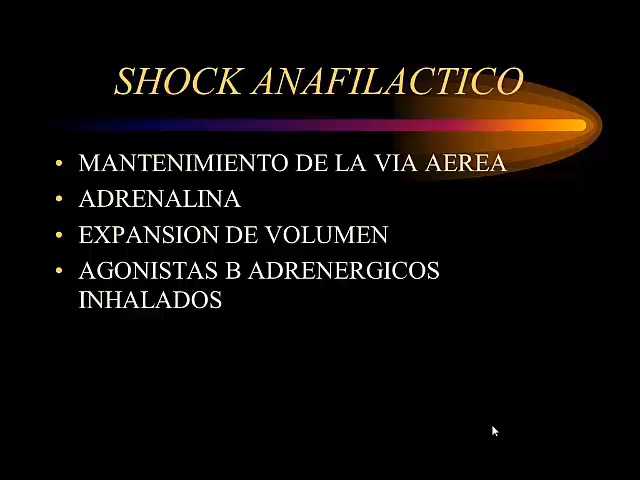 SHOCK ANAFILACTICO
• MANTENIMIENTO DE LA VIA AEREA
• ADRENALINA
• EXPANSION DE VOLUMEN
• AGONISTAS B ADRENERGICOS
INHALADOS